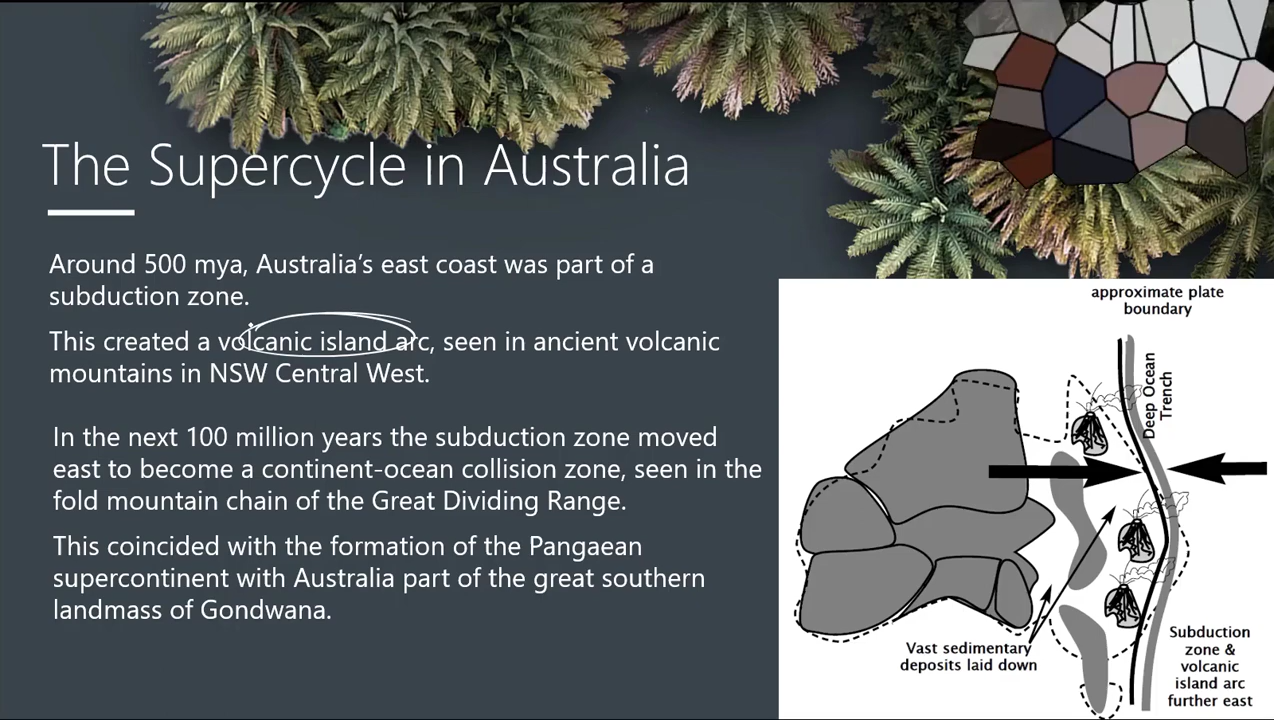 The Supercycle in Australia
Around 500 mya, Australia's east coast was part of a
subduction zone.
This created a volcanic island arc, seen in ancient volcanic
mountains in NSW Central West.
In the next 100 million years the subduction zone moved
east to become a continent-ocean collision zone, seen in the
fold mountain chain of the Great Dividing Range.
This coincided with the formation of the Pangaean
supercontinent with Australia part of the great southern
landmass of Gondwana.
approximate plate
boundary
Deep Ocean
Trench
Vast sedimentary
deposits laid down
Subduction
zone &
volcanic
island arc
further east